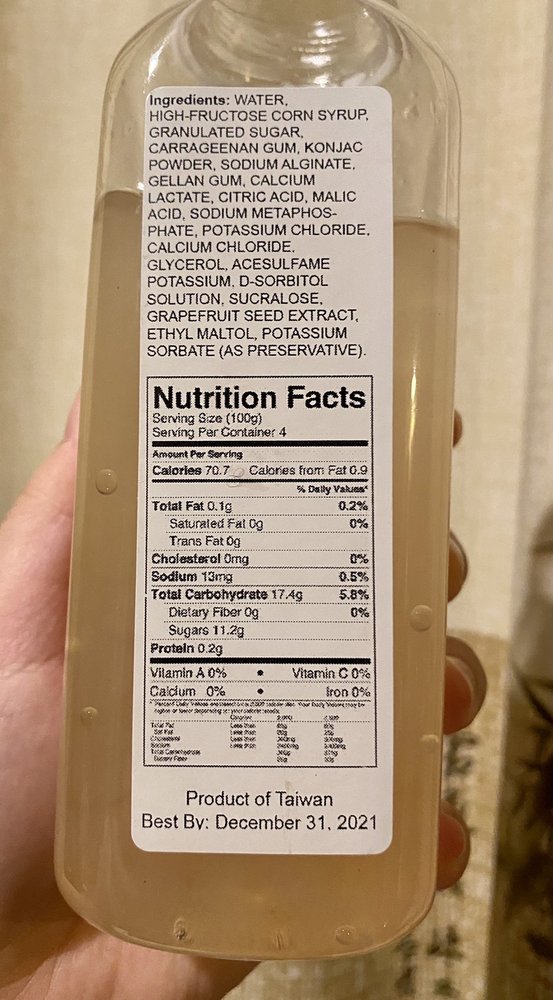 Ingredients: WATER,
HIGH-FRUCTOSE CORN SYRUP,
GRANULATED SUGAR,
CARRAGEENAN GUM, KONJAC
POWDER, SODIUM ALGINATE,
GELLAN GUM, CALCIUM
LACTATE, CITRIC ACID, MALIC
ACID, SODIUM METAPHOS-
PHATE, POTASSIUM CHLORIDE,
CALCIUM CHLORIDE,
GLYCEROL, ACESULFAME
POTASSIUM, D-SORBITOL
SOLUTION, SUCRALOSE,
GRAPEFRUIT SEED EXTRACT,
ETHYL MALTOL, POTASSIUM
SORBATE (AS PRESERVATIVE).
Nutrition Facts
Serving Size (100g)
Serving Per Container 4
Amount Per Serving
Calories 70.7 Calories from Fat 0.9
% Daily Values*
Total Fat 0.1g 0.2%
Saturated Fat 0g 0%
Trans Fat 0g
Cholesterol 0mg 0%
Sodium 13mg 0.5%
Total Carbohydrate 17.4g 5.8%
Dietary Fiber 0g 0%
Sugars 11.2g
Protein 0.2g
Vitamin A 0% • Vitamin C 0%
Calcium 0% • Iron 0%
Product of Taiwan
Best By: December 31, 2021